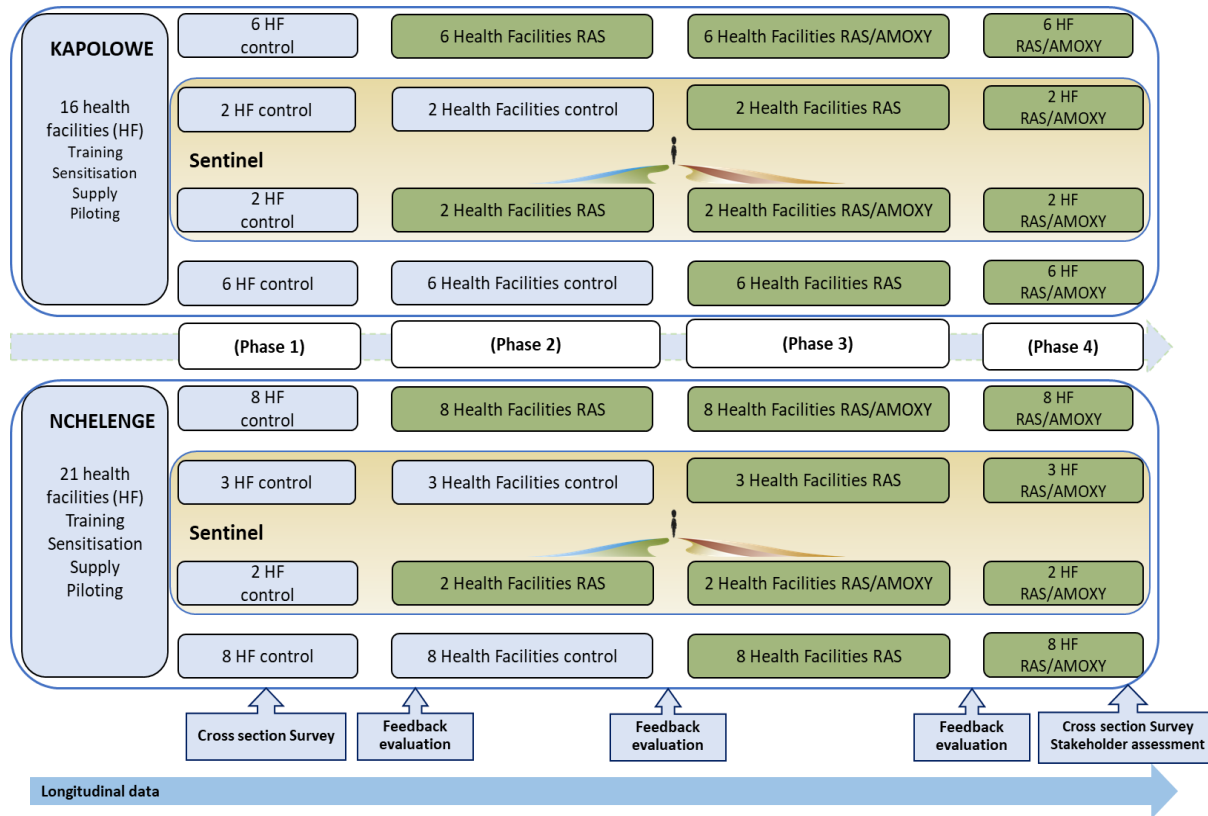 KAPOLOWE
16 health
facilities (HF)
Training
Sensitisation
Supply
Piloting
6 HF
control
6 Health Facilities RAS
6 Health Facilities RAS/AMOXY
6 HF
RAS/AMOXY
2 HF control
2 Health Facilities control
2 Health Facilities RAS
2 HF
RAS/AMOXY
Sentinel
2 HF
control
2 Health Facilities RAS
2 Health Facilities RAS/AMOXY
2 HF
RAS/AMOXY
6 HF control
6 Health Facilities control
6 Health Facilities RAS
6 HF
RAS/AMOXY
(Phase 1)
(Phase 2)
(Phase 3)
(Phase 4)
NCHELENGE
21 health
facilities (HF)
Training
Sensitisation
Supply
Piloting
8 HF
control
8 Health Facilities RAS
8 Health Facilities RAS/AMOXY
8 HF
RAS/AMOXY
3 HF control
3 Health Facilities control
3 Health Facilities RAS
3 HF
RAS/AMOXY
Sentinel
2 HF
control
2 Health Facilities RAS
2 Health Facilities RAS/AMOXY
2 HF
RAS/AMOXY
8 HF control
8 Health Facilities control
8 Health Facilities RAS
8 HF
RAS/AMOXY
Cross section Survey
Feedback
evaluation
Feedback
evaluation
Feedback
evaluation
Cross section Survey
Stakeholder assessment
Longitudinal data